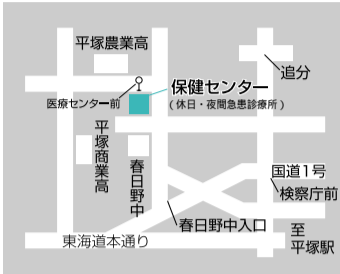 平塚農業高
追分
保健センター
(休日・夜間急患診療所)
医療センター前
平塚商業高
春日野中
国道1号
検察庁前
春日野中入口
至平塚駅
東海道本通り